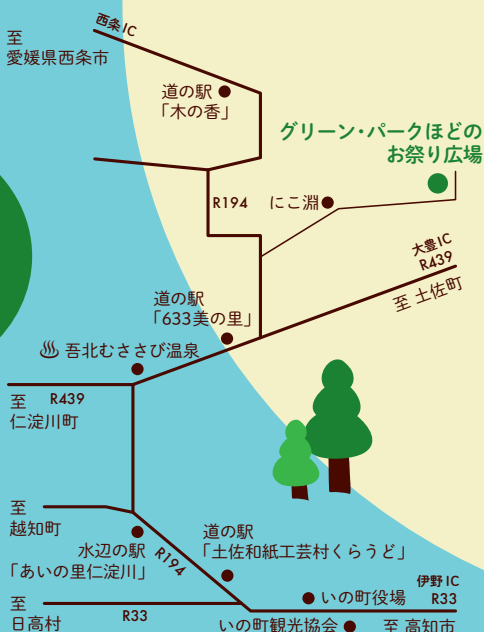 西条IC
至
愛媛県西条市
道の駅
「木の香」
グリーン・パークほどの
お祭り広場
R194
にこ淵
大豊IC
R439
至 土佐町
道の駅
「633美の里」
吾北むささび温泉
至
仁淀川町
R439
至
越知町
水辺の駅
「あいの里仁淀川」
R194
道の駅
「土佐和紙工芸村くらうど」
至
日高村
R33
いの町役場
伊野IC
R33
いの町観光協会
至 高知市